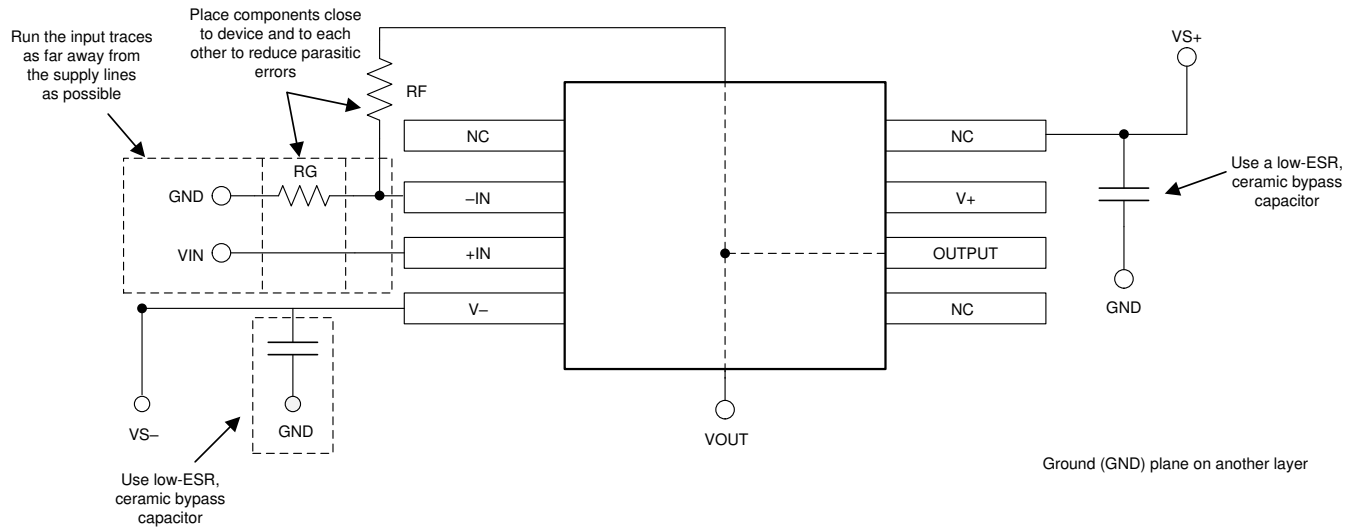 Run the input traces
as far away from
the supply lines
as possible
Place components close
to device and to each
other to reduce parasitic
errors
RF
VS+
NC
NC
Use a low-ESR,
ceramic bypass
capacitor
RG
GND
–IN
V+
VIN
+IN
OUTPUT
GND
V–
NC
VS–
GND
Use low-ESR,
ceramic bypass
capacitor
VOUT
Ground (GND) plane on another layer